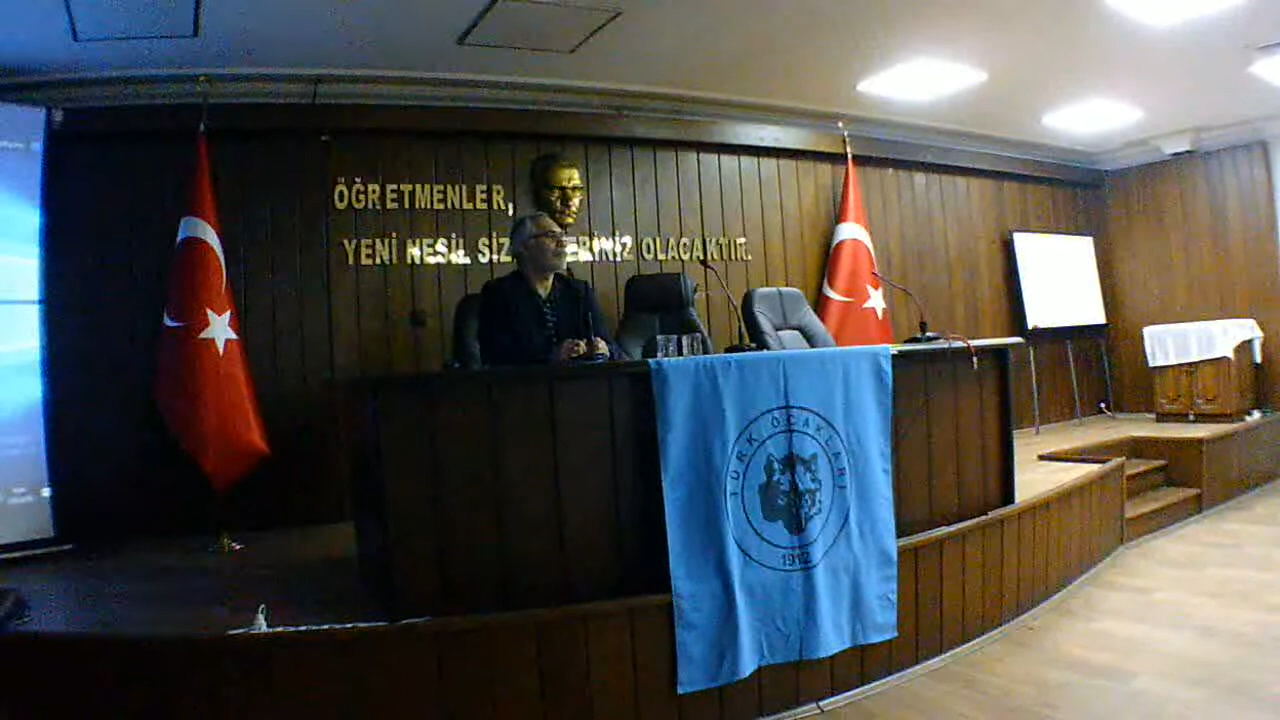 ÖĞRETMENLER,
YENİ NESİL SİZ ERİNİZ OLACAKTIR.
TÜRK OCAKLARI
1912